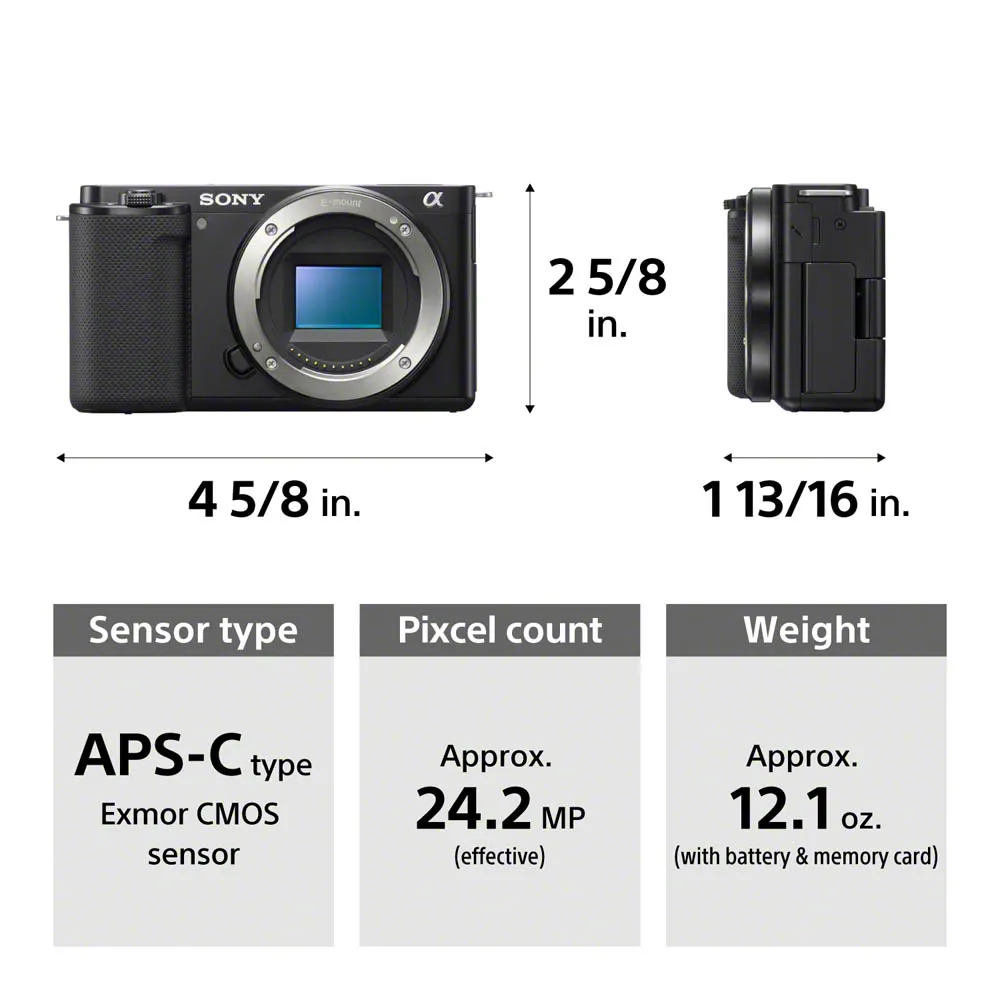 SONY
E-mount
α
2 5/8
in.
4 5/8 in.
1 13/16 in.
Sensor type
APS-C type
Exmor CMOS
sensor
Pixcel count
Approx.
24.2 MP
(effective)
Weight
Approx.
12.1 oz.
(with battery & memory card)